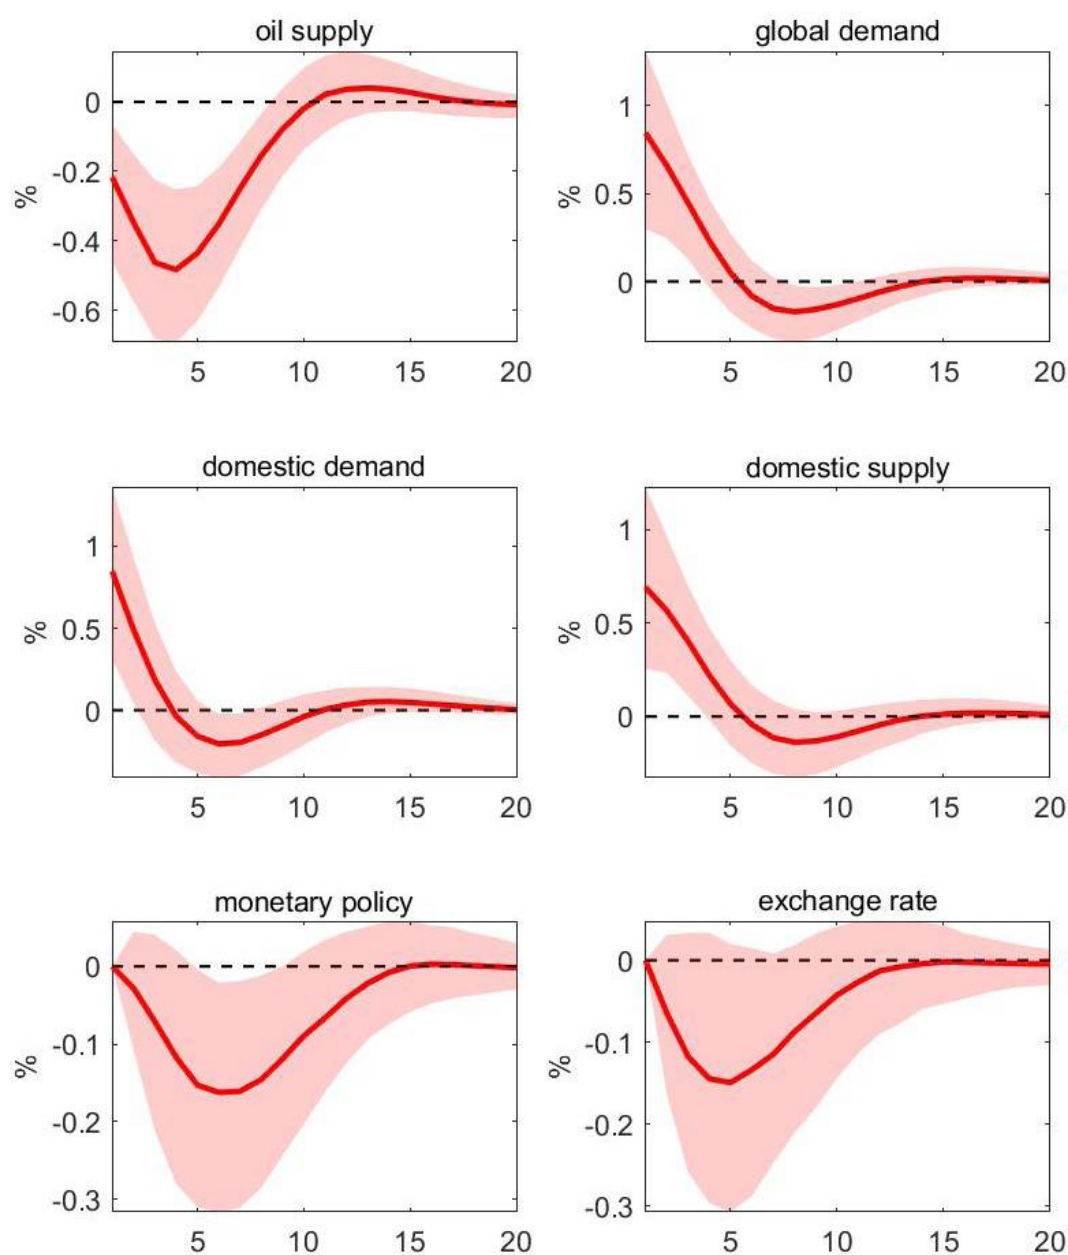 oil supply
global demand
%
0
-0.2
-0.4
-0.6
5 10 15 20
%
1
0.5
0
5 10 15 20
domestic demand
domestic supply
%
1
0.5
0
5 10 15 20
%
1
0.5
0
5 10 15 20
monetary policy
exchange rate
%
0
-0.1
-0.2
-0.3
5 10 15 20
%
0
-0.1
-0.2
-0.3
5 10 15 20